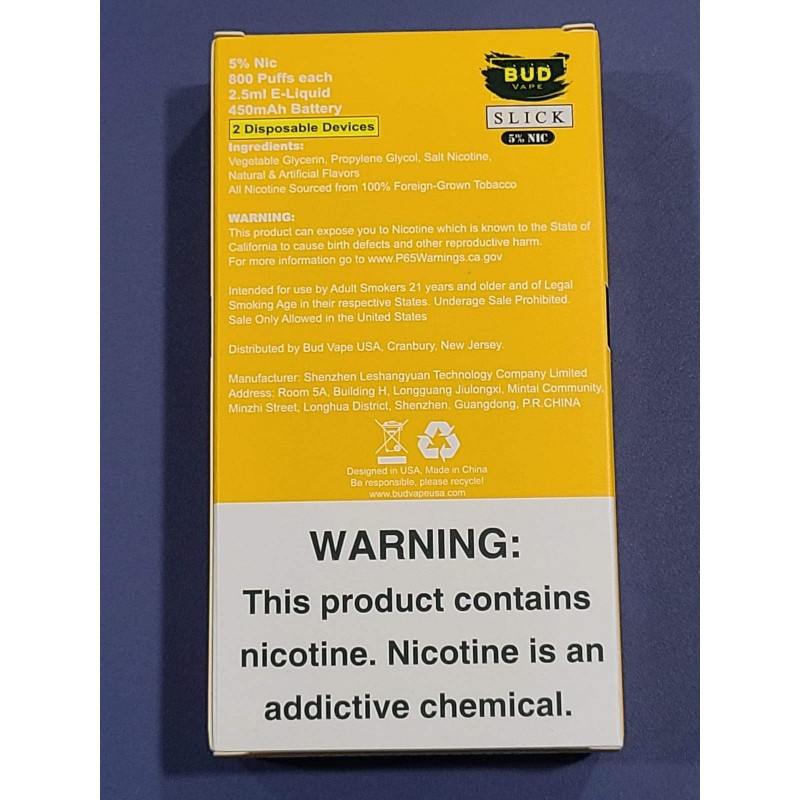 5% Nic
800 Puffs each
2.5ml E-Liquid
450mAh Battery
2 Disposable Devices
BUD
VAPE
SLICK
5% NIC
Ingredients:
Vegetable Glycerin, Propylene Glycol, Salt Nicotine,
Natural & Artificial Flavors
All Nicotine Sourced from 100% Foreign-Grown Tobacco
WARNING:
This product can expose you to Nicotine which is known to the State of
California to cause birth defects and other reproductive harm.
For more information go to www.P65Warnings.ca.gov
Intended for use by Adult Smokers 21 years and older and of Legal
Smoking Age in their respective States. Underage Sale Prohibited.
Sale Only Allowed in the United States
Distributed by Bud Vape USA, Cranbury, New Jersey.
Manufacturer: Shenzhen Leshangyuan Technology Company Limited
Address: Room 5A, Building H, Longguang Jiulongxi, Mintai Community,
Minzhi Street, Longhua District, Shenzhen, Guangdong, P.R.CHINA
Designed in USA, Made in China
Be responsible, please recycle!
www.budvapeusa.com
WARNING:
This product contains
nicotine. Nicotine is an
addictive chemical.